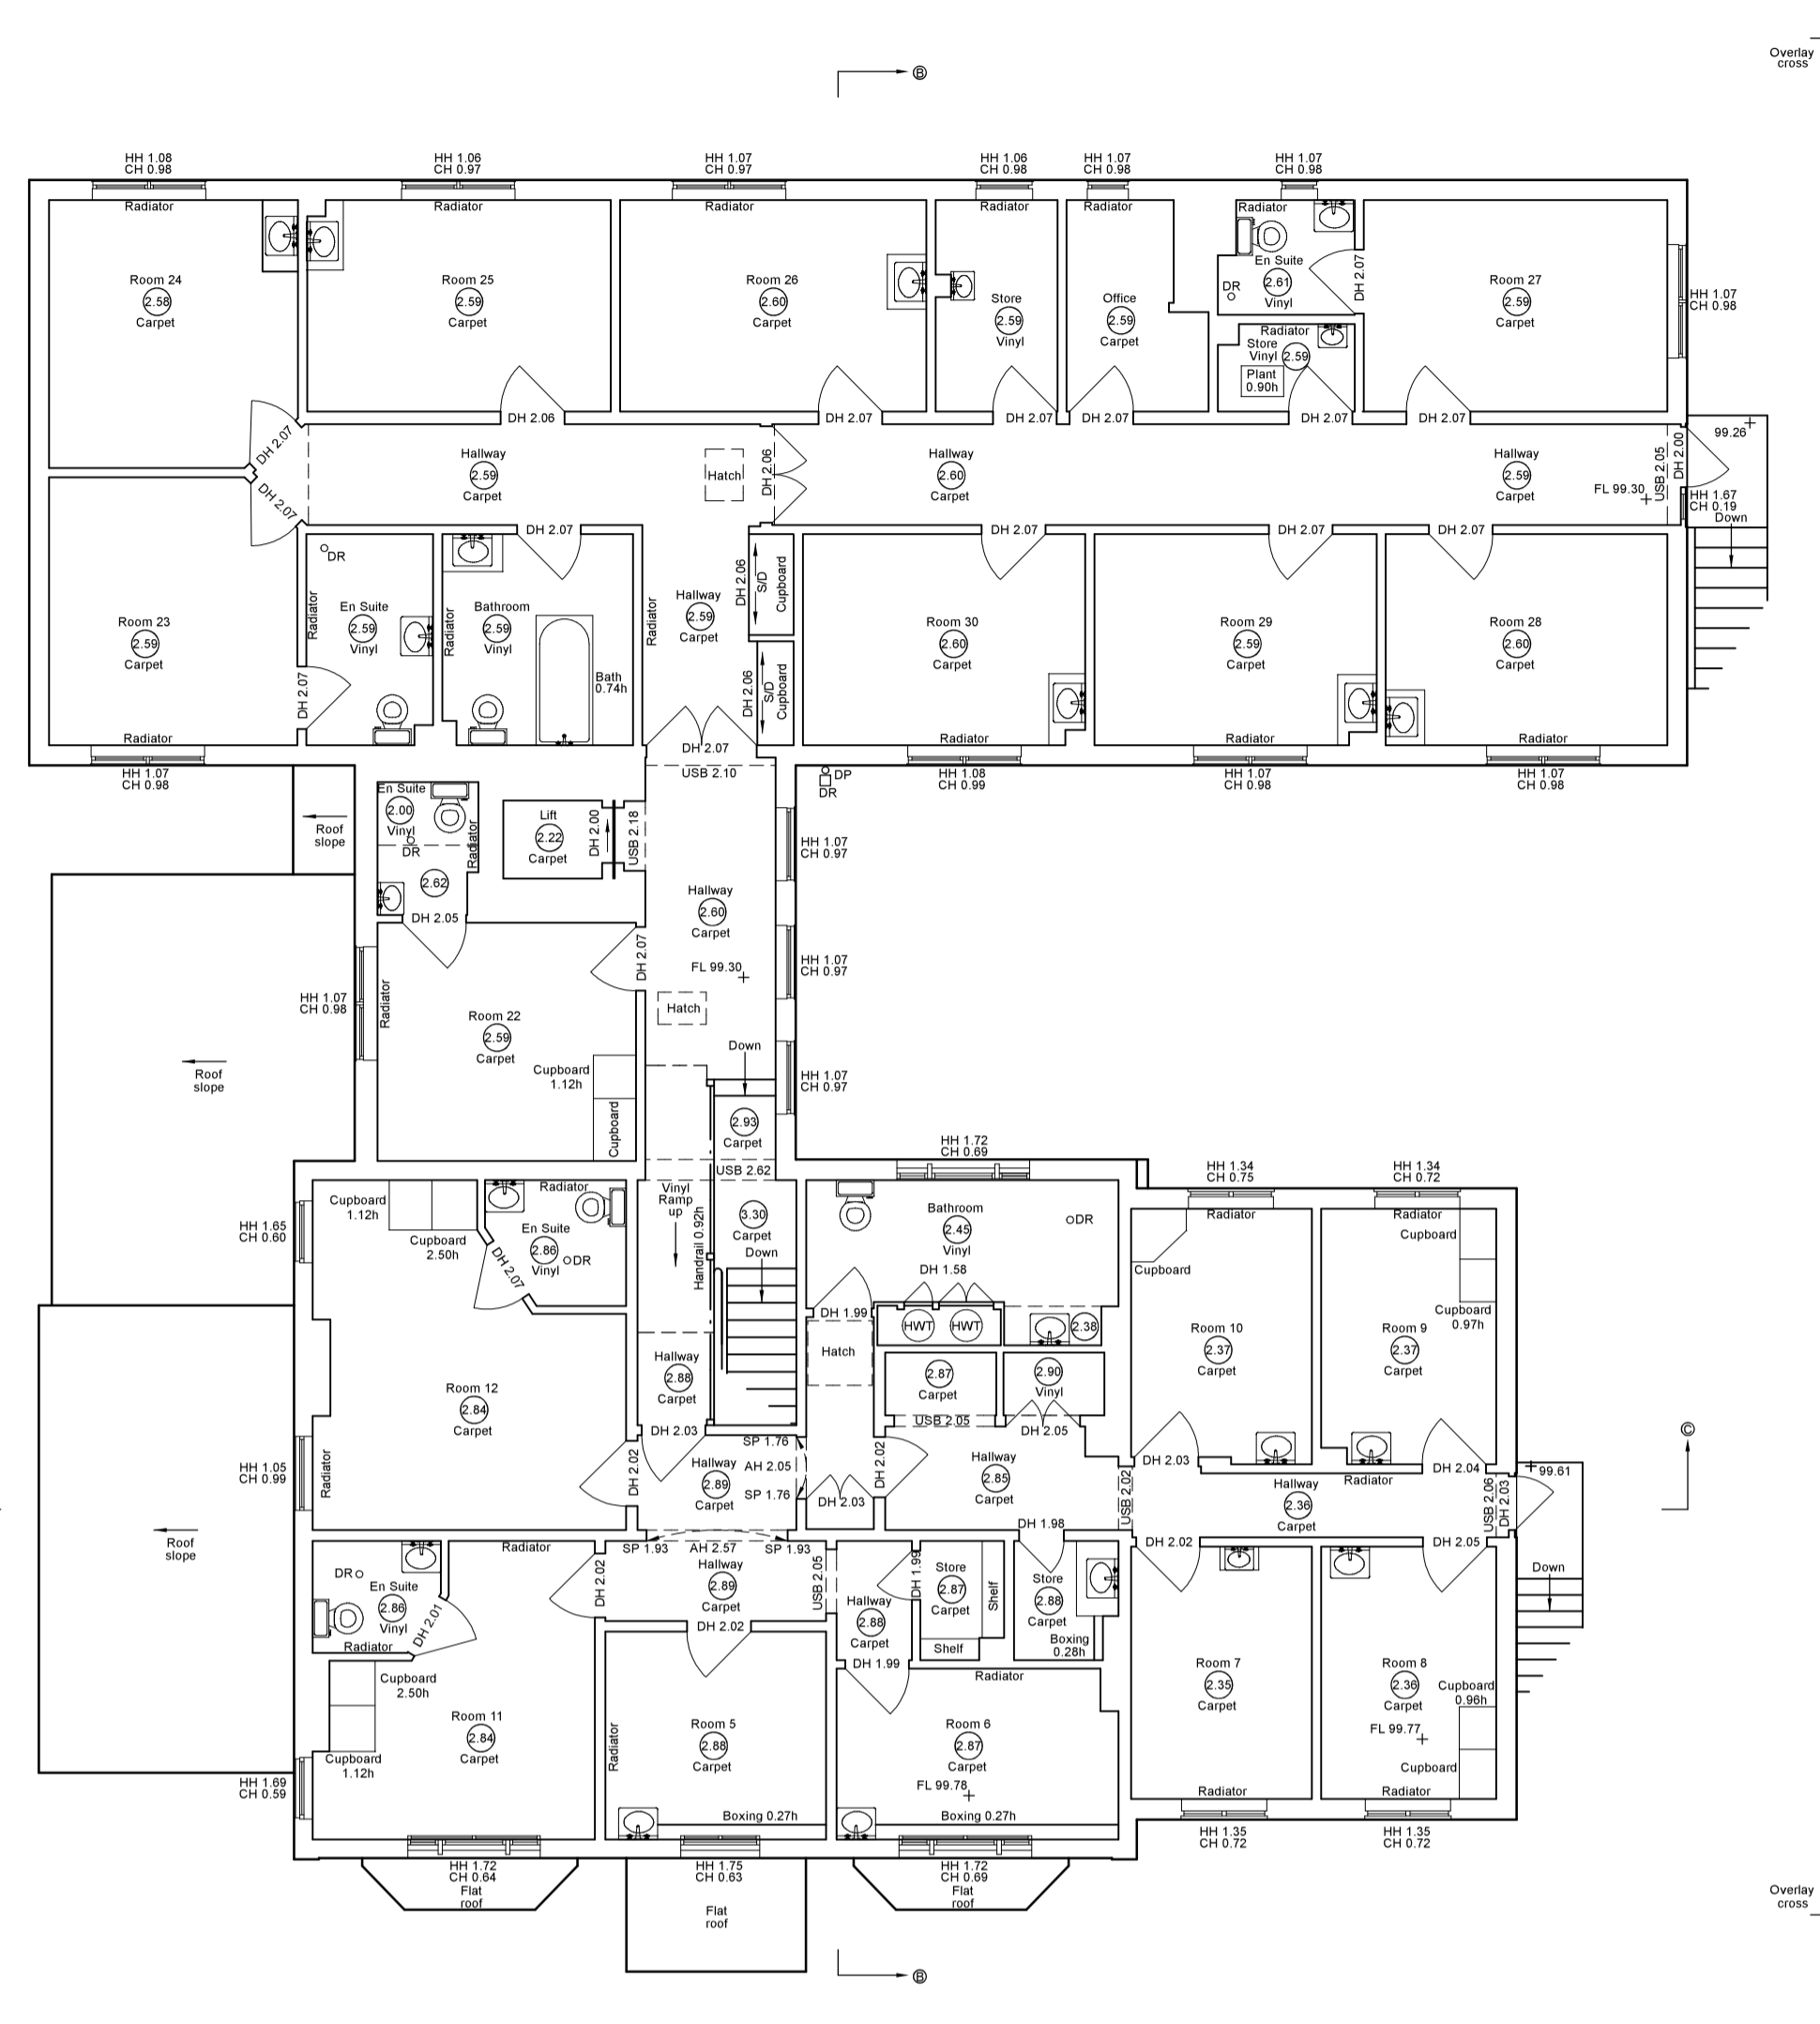 Overlay
cross
B
HH 1.08
CH 0.98
HH 1.06
CH 0.97
HH 1.07
CH 0.97
HH 1.06
CH 0.98
HH 1.07
CH 0.98
HH 1.07
CH 0.98
Radiator
Radiator
Radiator
Radiator
Radiator
Radiator
Room 24
2.58
Carpet
Room 25
2.59
Carpet
Room 26
2.60
Carpet
Store
2.59
Vinyl
Office
2.59
Carpet
En Suite
2.61
Vinyl
DR
DH 2.07
Room 27
2.59
Carpet
HH 1.07
CH 0.98
Radiator
Store
Vinyl
2.59
Plant
0.90h
DH 2.06
DH 2.07
DH 2.07
DH 2.07
DH 2.07
DH 2.07
DH 2.07
DH 2.07
Hallway
2.59
Carpet
Hatch
DH 2.06
Hallway
2.60
Carpet
Hallway
2.59
Carpet
FL 99.30
USB 2.05
DH 2.00
99.26
HH 1.67
CH 0.19
Down
DH 2.07
DH 2.07
DH 2.07
DH 2.07
DR
Radiator
En Suite
2.59
Vinyl
DH 2.07
Radiator
Bathroom
2.59
Vinyl
Bath
0.74h
Radiator
Hallway
2.59
Carpet
DH 2.06
S/D
Cupboard
DH 2.06
S/D
Cupboard
Room 23
2.59
Carpet
Radiator
Room 30
2.60
Carpet
Radiator
Room 29
2.59
Carpet
Radiator
Room 28
2.60
Carpet
Radiator
HH 1.07
CH 0.98
DH 2.07
USB 2.10
DP
DR
HH 1.08
CH 0.99
HH 1.07
CH 0.98
HH 1.07
CH 0.98
Roof
slope
En Suite
2.00
Vinyl
DR
Radiator
2.62
DH 2.05
Lift
2.22
Carpet
DH 2.00
USB 2.18
HH 1.07
CH 0.97
Hallway
2.60
Carpet
FL 99.30
HH 1.07
CH 0.97
DH 2.07
Hatch
HH 1.07
CH 0.98
Radiator
Room 22
2.59
Carpet
Cupboard
1.12h
Cupboard
Roof
slope
Down
HH 1.07
CH 0.97
2.93
Carpet
USB 2.62
HH 1.72
CH 0.69
HH 1.34
CH 0.75
HH 1.34
CH 0.72
Cupboard
1.12h
Cupboard
2.50h
Radiator
En Suite
2.86
Vinyl
DR
DH 2.07
HH 1.65
CH 0.60
Vinyl
Ramp
up
Handrail 0.92h
3.30
Carpet
Down
Bathroom
2.45
Vinyl
DR
DH 1.58
DH 1.99
HWT
HWT
2.38
Hatch
Radiator
Cupboard
Room 10
2.37
Carpet
Radiator
Cupboard
Cupboard
0.97h
Room 9
2.37
Carpet
Hallway
2.88
Carpet
2.87
Carpet
USB 2.05
2.90
Vinyl
DH 2.05
Room 12
2.84
Carpet
HH 1.05
CH 0.99
Radiator
DH 2.02
DH 2.03
Hallway
2.89
Carpet
SP 1.76
AH 2.05
SP 1.76
DH 2.03
DH 2.02
Hallway
2.85
Carpet
DH 1.98
USB 2.02
DH 2.03
Hallway
2.36
Carpet
Radiator
DH 2.04
USB 2.06
DH 2.03
99.61
C
DH 2.02
DH 2.05
Down
Roof
slope
SP 1.93
AH 2.57
SP 1.93
Hallway
2.89
Carpet
USB 2.05
DH 2.02
DH 2.02
DR
En Suite
2.86
Vinyl
Radiator
DH 2.01
Radiator
Hallway
2.88
Carpet
DH 1.99
DH 1.99
Store
2.87
Carpet
Shelf
Shelf
Store
2.88
Carpet
Boxing
0.28h
Cupboard
2.50h
Cupboard
1.12h
Room 11
2.84
Carpet
HH 1.69
CH 0.59
Radiator
Room 5
2.88
Carpet
Boxing 0.27h
Radiator
Room 6
2.87
Carpet
FL 99.78
Boxing 0.27h
Room 7
2.35
Carpet
Radiator
Room 8
2.36
Carpet
Cupboard
0.96h
FL 99.77
Cupboard
Radiator
HH 1.72
CH 0.64
Flat
roof
HH 1.75
CH 0.63
Flat
roof
HH 1.72
CH 0.69
Flat
roof
HH 1.35
CH 0.72
HH 1.35
CH 0.72
Overlay
cross
B